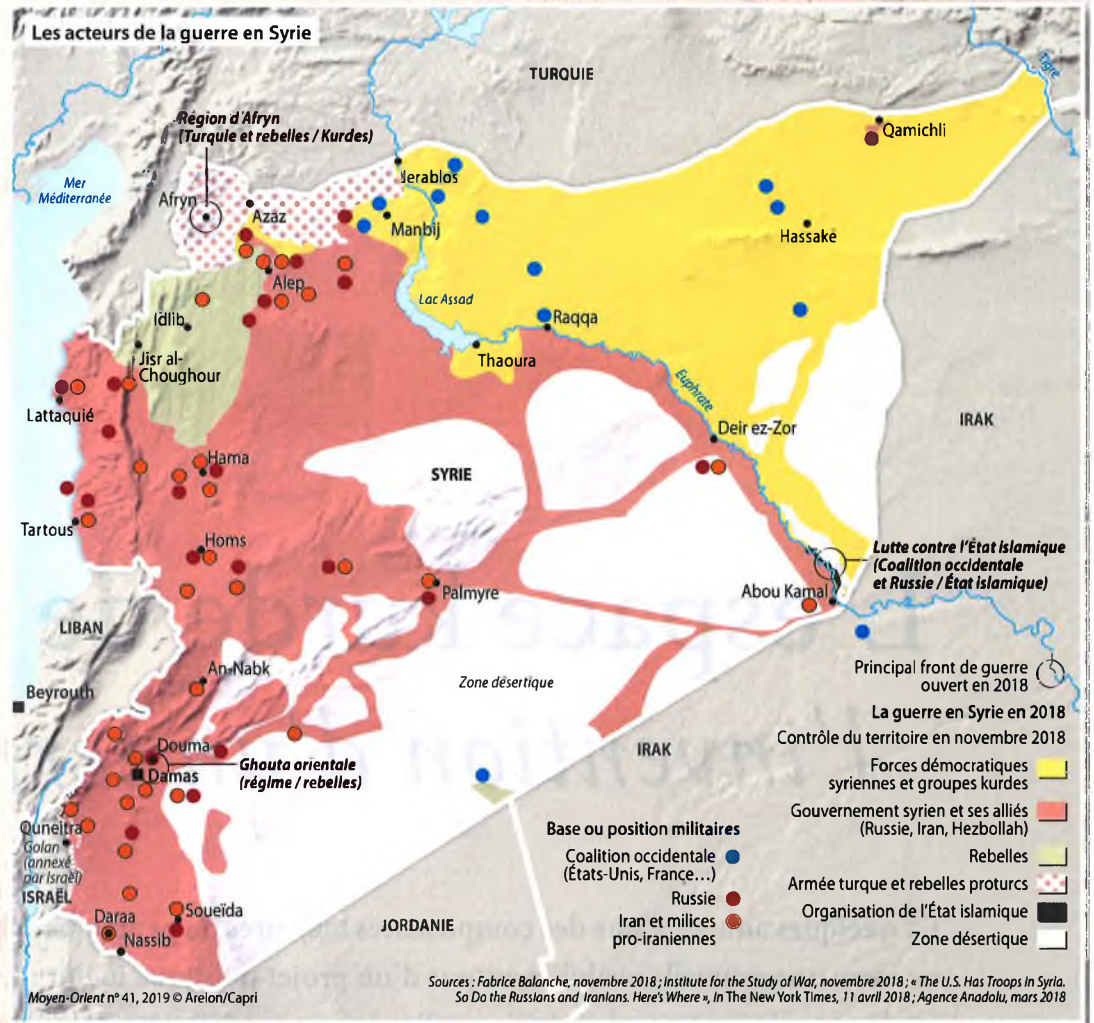 Les acteurs de la guerre en Syrie
TURQUIE
Tigre
Région d'Afryn
(Turquie et rebelles / Kurdes)
Qamichli
Mer
Méditerranée
Jerablos
Afryn
Azaz
Manbij
Hassaké
Alep
Lac Assad
Idlib
Raqqa
Jisr al-
Choughour
Thaoura
Euphrate
Lattaquié
IRAK
Deir ez-Zor
Hama
SYRIE
Tartous
Homs
Lutte contre l'État islamique
(Coalition occidentale
et Russie / État islamique)
Palmyre
Abou Kamal
LIBAN
An-Nabk
Zone désertique
Beyrouth
Principal front de guerre
ouvert en 2018
La guerre en Syrie en 2018
IRAK
Contrôle du territoire en novembre 2018
Douma
Damas
Ghouta orientale
(régime / rebelles)
Forces démocratiques
syriennes et groupes kurdes
Gouvernement syrien et ses alliés
(Russie, Iran, Hezbollah)
Rebelles
Armée turque et rebelles proturcs
Organisation de l'État islamique
Zone désertique
Base ou position militaires
Coalition occidentale
(États-Unis, France...)
Russie
Iran et milices
pro-iraniennes
Quneitra
Golan
(annexé
par Israël)
ISRAËL
Daraa
Soueïda
Nassib
JORDANIE
Moyen-Orient n° 41, 2019 © Areion/Capri
Sources : Fabrice Balanche, novembre 2018 ; Institute for the Study of War, novembre 2018 ; « The U.S. Has Troops in Syria.
So Do the Russians and Iranians. Here's Where », in The New York Times, 11 avril 2018 ; Agence Anadolu, mars 2018